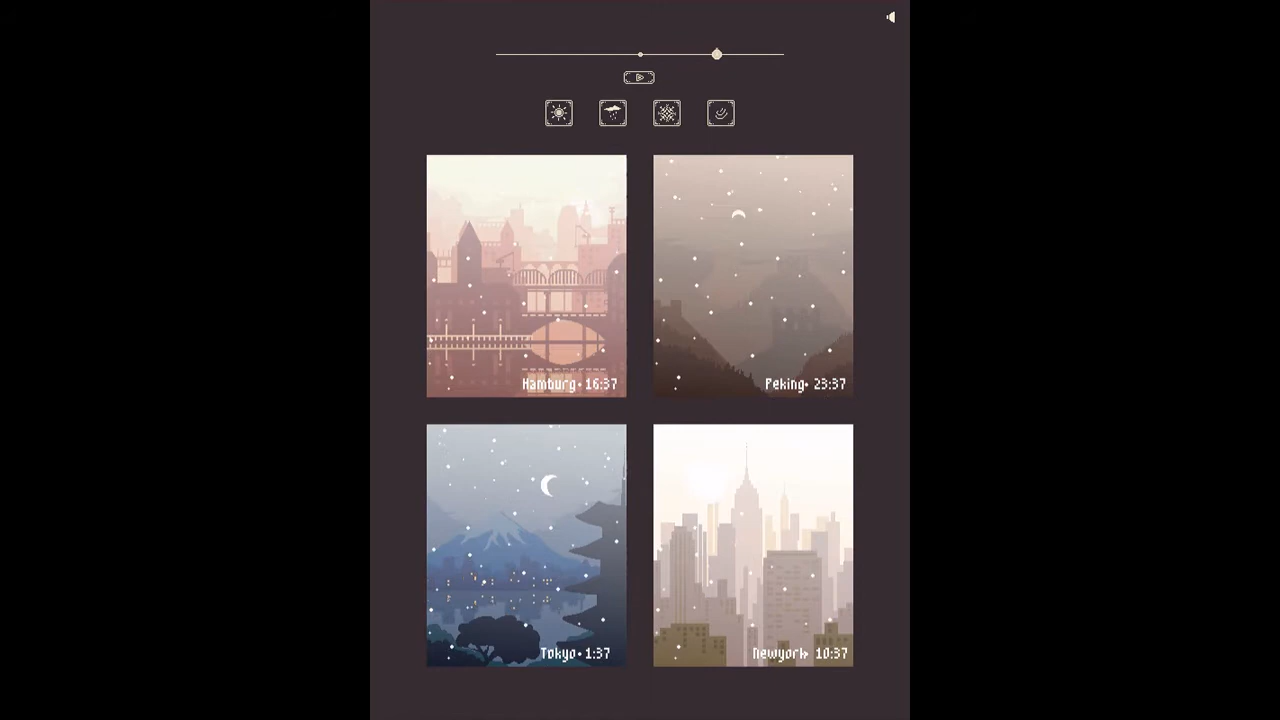 Hamburg• 16:37
Peking• 23:37
Tokyo• 1:37
Newyork• 10:37